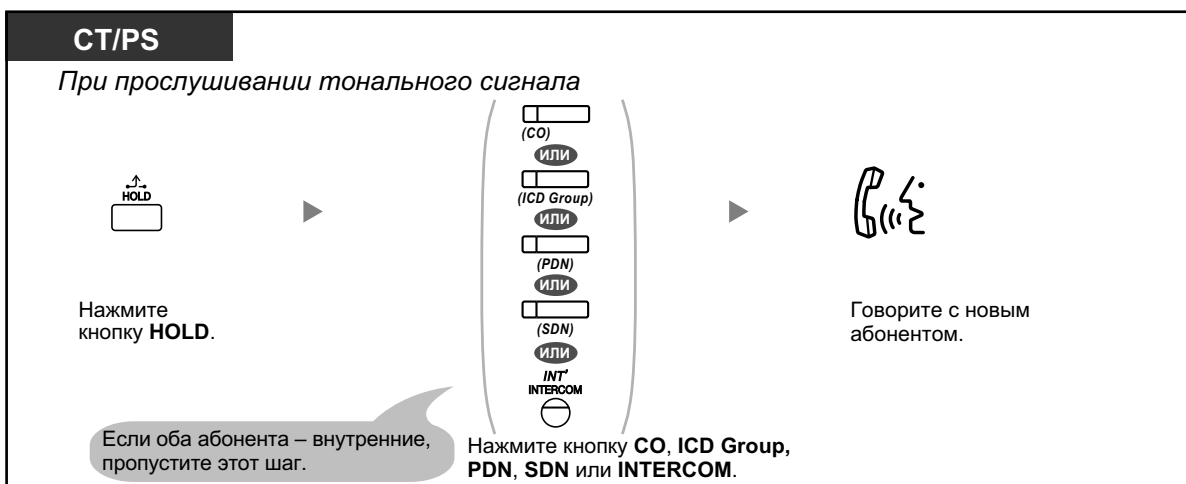 CT/PS
При прослушивании тонального сигнала
HOLD
Нажмите
кнопку HOLD.
(CO)
ИЛИ
(ICD Group)
ИЛИ
(PDN)
ИЛИ
(SDN)
ИЛИ
INT'
INTERCOM
Если оба абонента – внутренние,
пропустите этот шаг.
Нажмите кнопку CO, ICD Group,
PDN, SDN или INTERCOM.
Говорите с новым
абонентом.